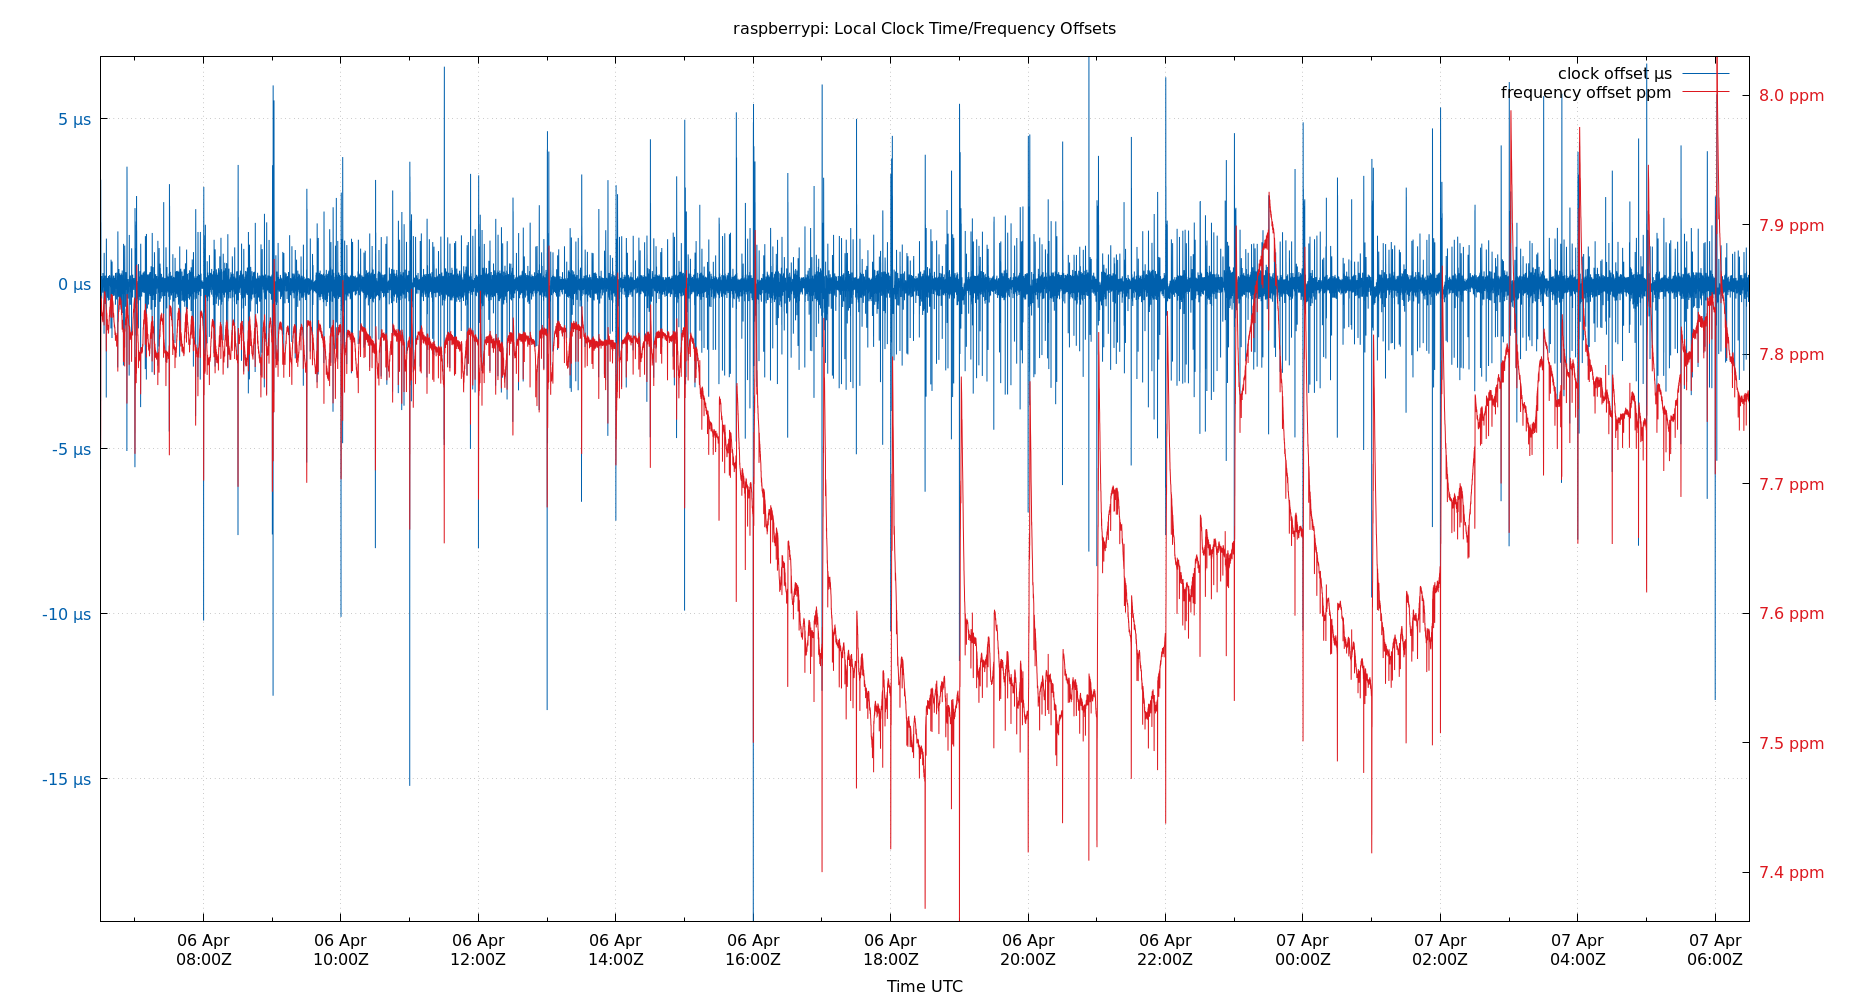 raspberrypi: Local Clock Time/Frequency Offsets
clock offset µs
frequency offset ppm
5 µs
0 µs
-5 µs
-10 µs
-15 µs
8.0 ppm
7.9 ppm
7.8 ppm
7.7 ppm
7.6 ppm
7.5 ppm
7.4 ppm
06 Apr 06 Apr 06 Apr 06 Apr 06 Apr 06 Apr 06 Apr 06 Apr 07 Apr 07 Apr 07 Apr 07 Apr
08:00Z 10:00Z 12:00Z 14:00Z 16:00Z 18:00Z 20:00Z 22:00Z 00:00Z 02:00Z 04:00Z 06:00Z
Time UTC